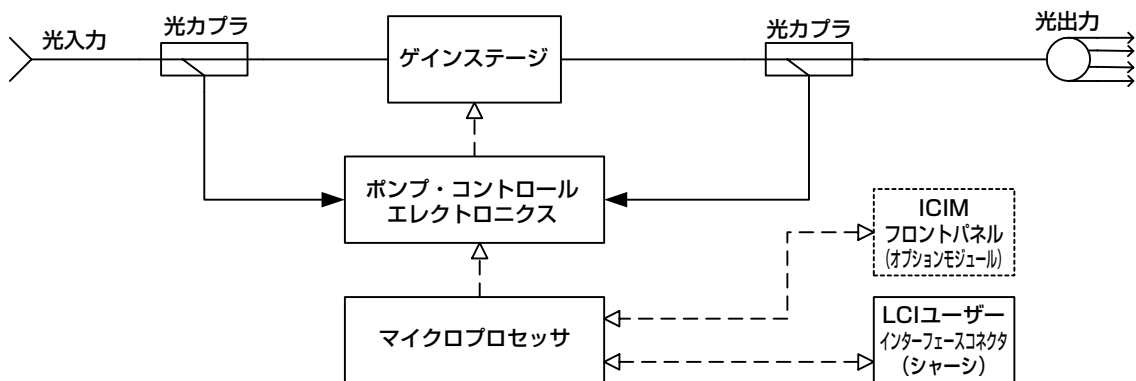 光入力
光カプラ
ゲインステージ
光カプラ
光出力
ポンプ・コントロール
エレクトロニクス
ICIM
フロントパネル
(オプションモジュール)
マイクロプロセッサ
LCIユーザー
インターフェースコネクタ
(シャーシ)